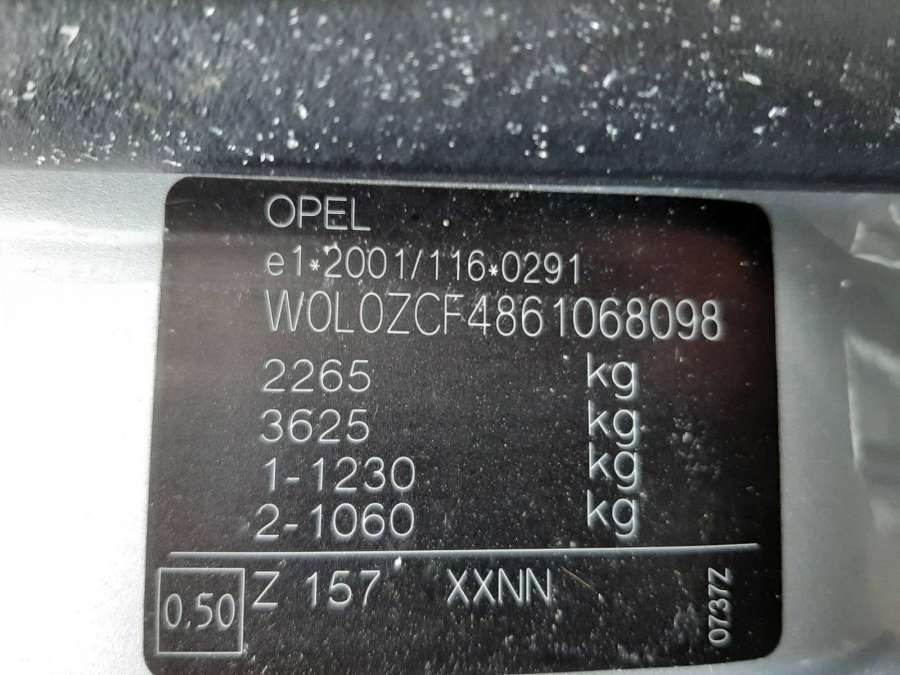 OPEL
e1*2001/116*0291
W0L0ZCF4861068098
2265 kg
3625 kg
1-1230 kg
2-1060 kg
0.50 Z 157 XXNN
0737Z